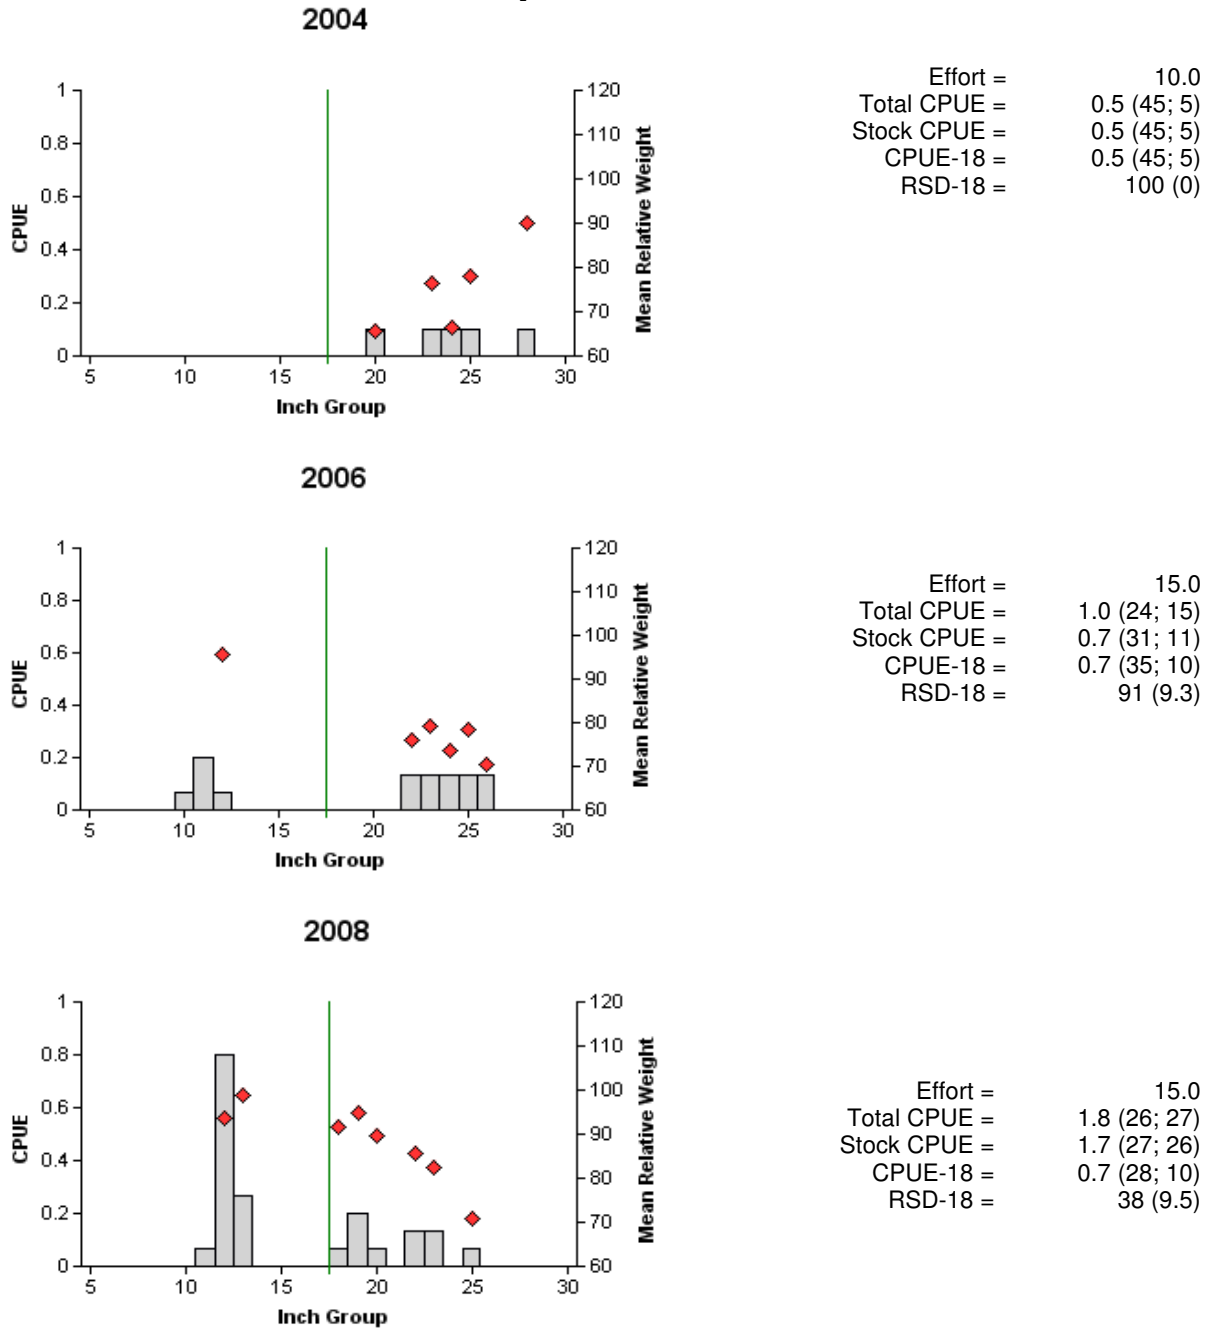 2004
Effort = 10.0
Total CPUE = 0.5 (45; 5)
Stock CPUE = 0.5 (45; 5)
CPUE-18 = 0.5 (45; 5)
RSD-18 = 100 (0)
1 120
110
0.8
100
0.6
90
0.4
80
0.2
70
0 60
CPUE
Mean Relative Weight
5 10 15 20 25 30
Inch Group
2006
Effort = 15.0
Total CPUE = 1.0 (24; 15)
Stock CPUE = 0.7 (31; 11)
CPUE-18 = 0.7 (35; 10)
RSD-18 = 91 (9.3)
1 120
110
0.8
100
0.6
90
0.4
80
0.2
70
0 60
CPUE
Mean Relative Weight
5 10 15 20 25 30
Inch Group
2008
Effort = 15.0
Total CPUE = 1.8 (26; 27)
Stock CPUE = 1.7 (27; 26)
CPUE-18 = 0.7 (28; 10)
RSD-18 = 38 (9.5)
1 120
110
0.8
100
0.6
90
0.4
80
0.2
70
0 60
CPUE
Mean Relative Weight
5 10 15 20 25 30
Inch Group